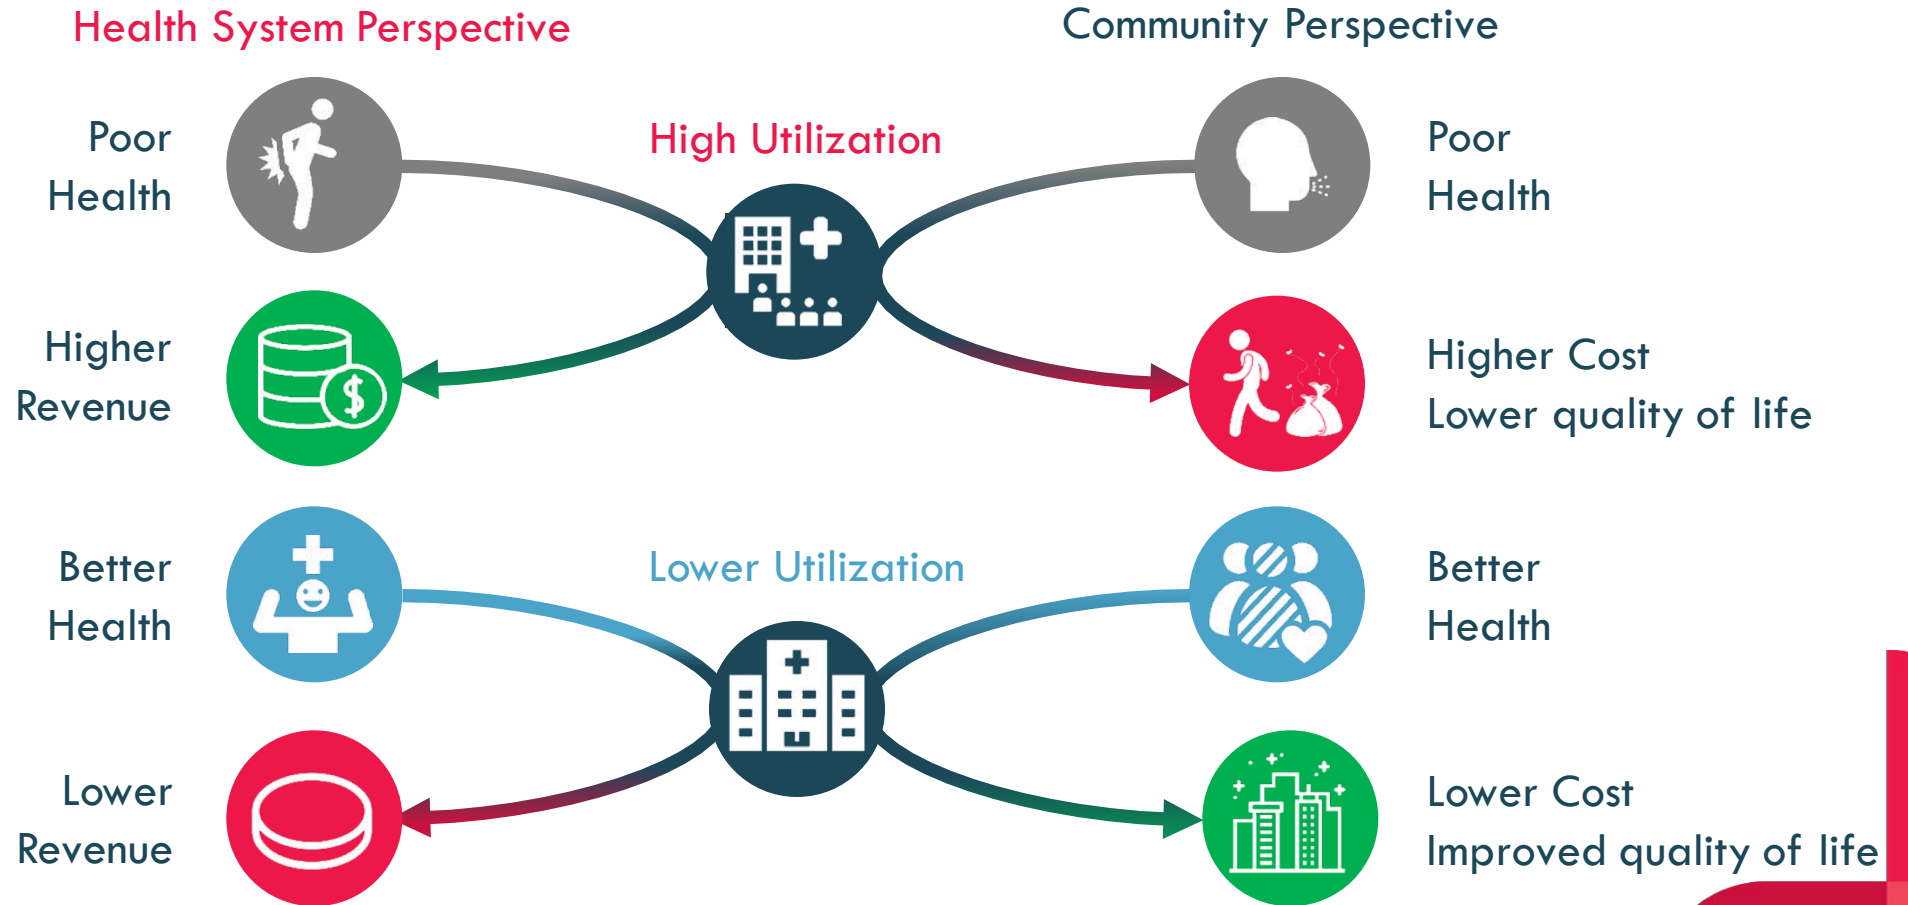 Health System Perspective
Community Perspective
Poor
Health
High Utilization
Poor
Health
Higher
Revenue
$
Higher Cost
Lower quality of life
Better
Health
Lower Utilization
Better
Health
Lower
Revenue
Lower Cost
Improved quality of life